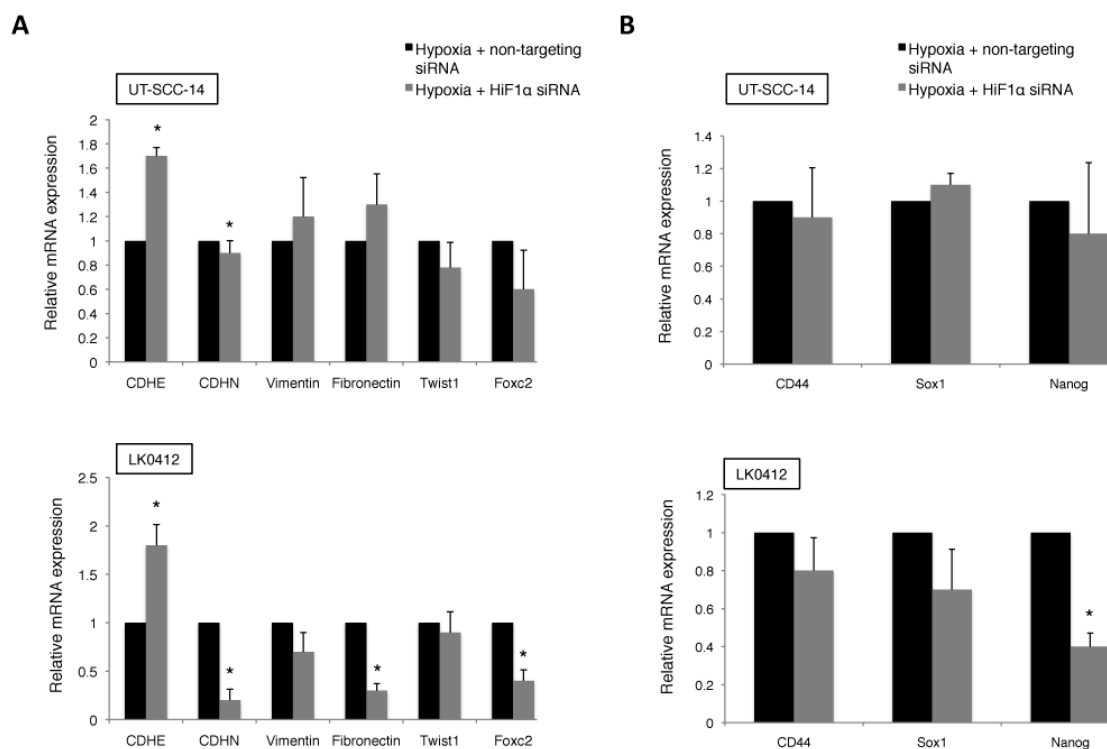 A
Hypoxia + non-targeting
siRNA
Hypoxia + HiF1α siRNA
UT-SCC-14
Relative mRNA expression
2
1.8
1.6
1.4
1.2
1
0.8
0.6
0.4
0.2
0
*
*
CDHE CDHN Vimentin Fibronectin Twist1 Foxc2
LK0412
Relative mRNA expression
2.5
2
1.5
1
0.5
0
*
*
*
*
CDHE CDHN Vimentin Fibronectin Twist1 Foxc2
B
Hypoxia + non-targeting
siRNA
Hypoxia + HiF1α siRNA
UT-SCC-14
Relative mRNA expression
1.4
1.2
1
0.8
0.6
0.4
0.2
0
CD44 Sox1 Nanog
LK0412
Relative mRNA expression
1.2
1
0.8
0.6
0.4
0.2
0
*
CD44 Sox1 Nanog